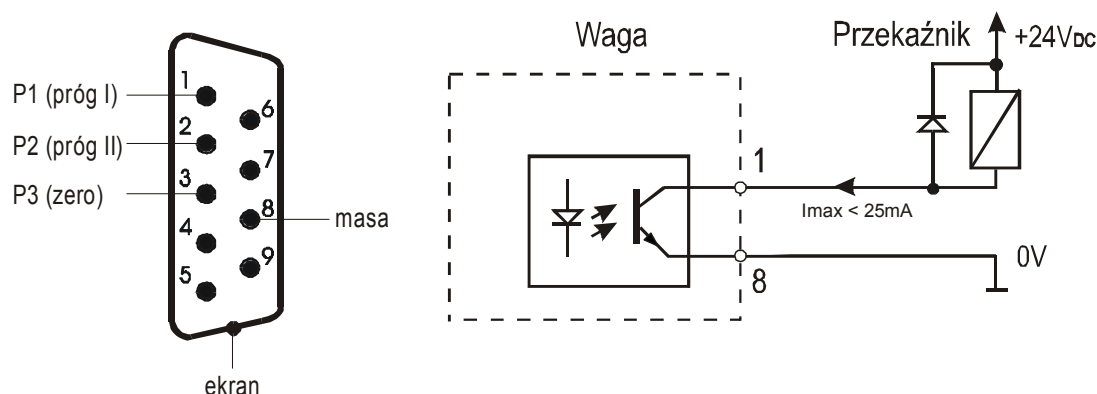 P1 (próg I)
P2 (próg II)
P3 (zero)
1
2
3
4
5
6
7
8
9
masa
ekran
Waga
Przekaźnik
+24VDC
1
Imax < 25mA
8
0V